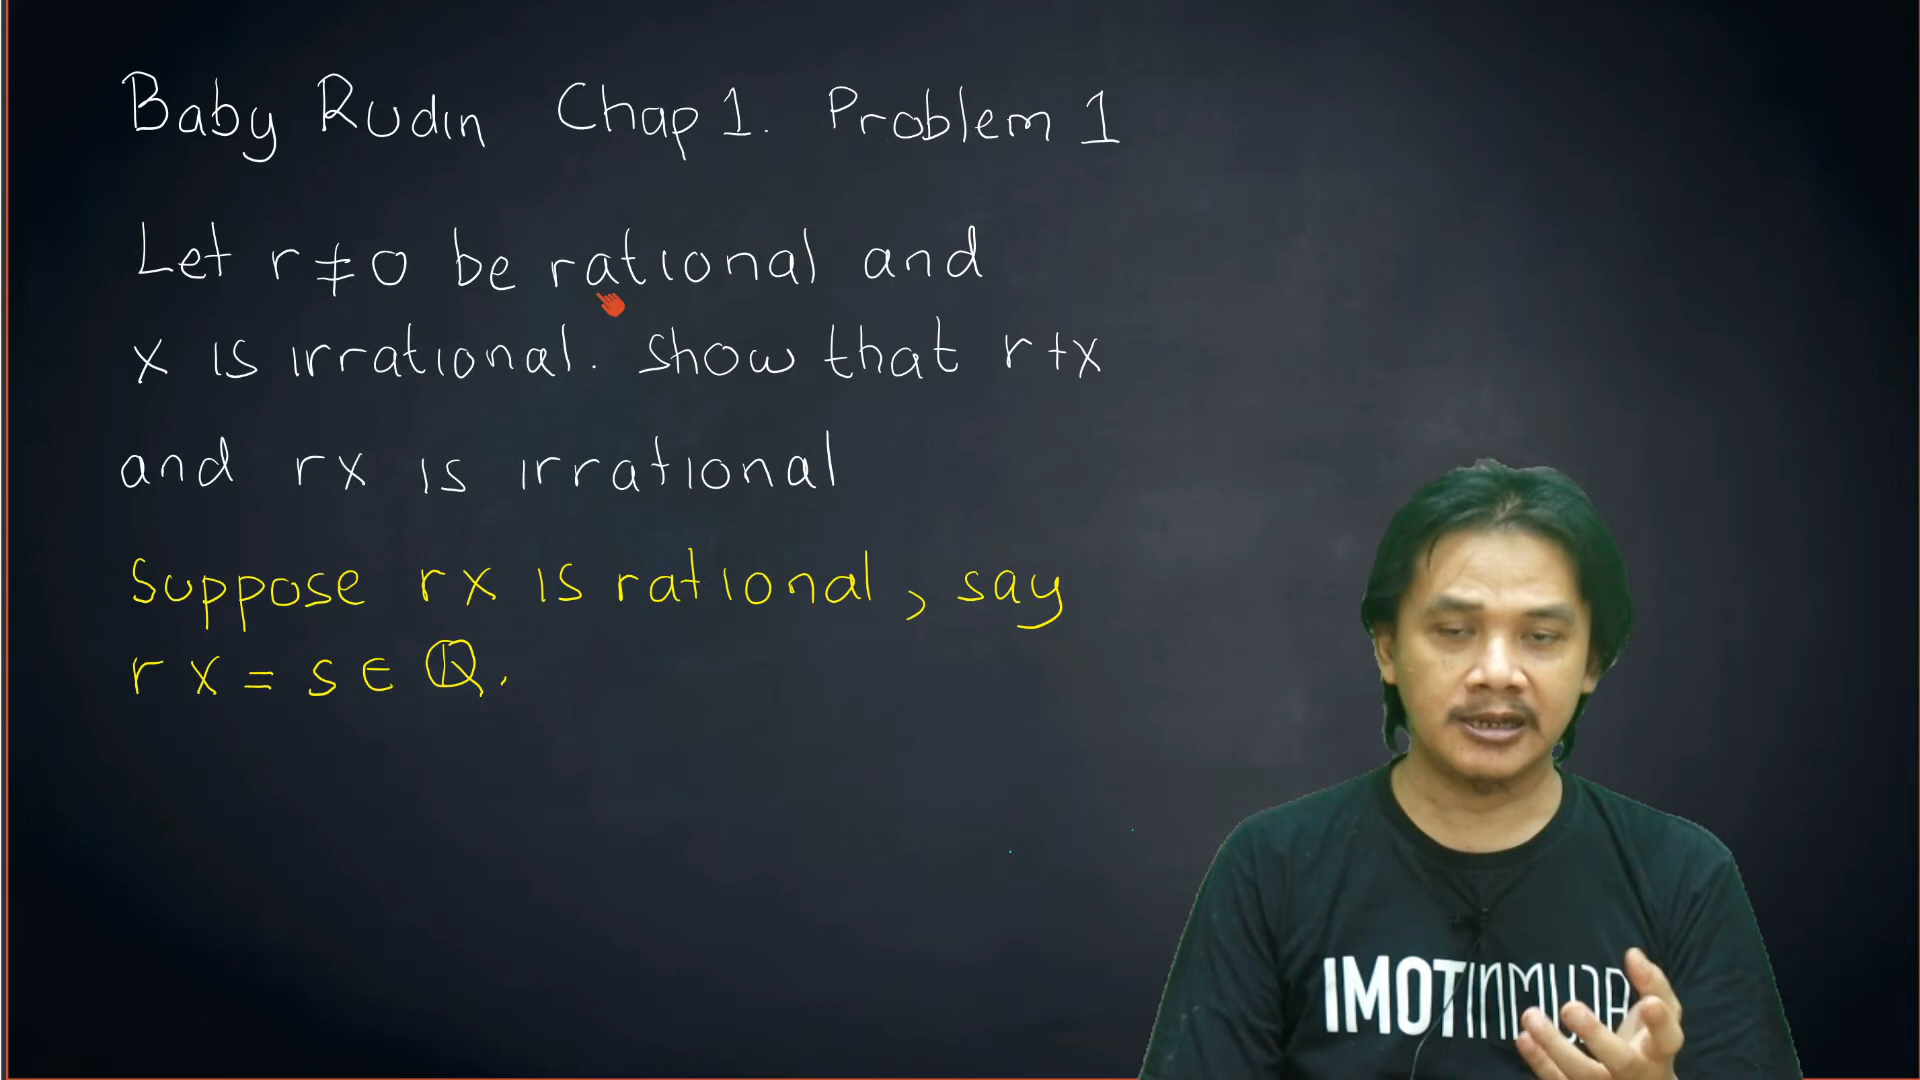 Baby Rudin Chap 1. Problem 1
Let r ≠ 0 be rational and
x is irrational. show that r+x
and rx is irrational
Suppose rx is rational, say
rx = s ∈ ℚ.